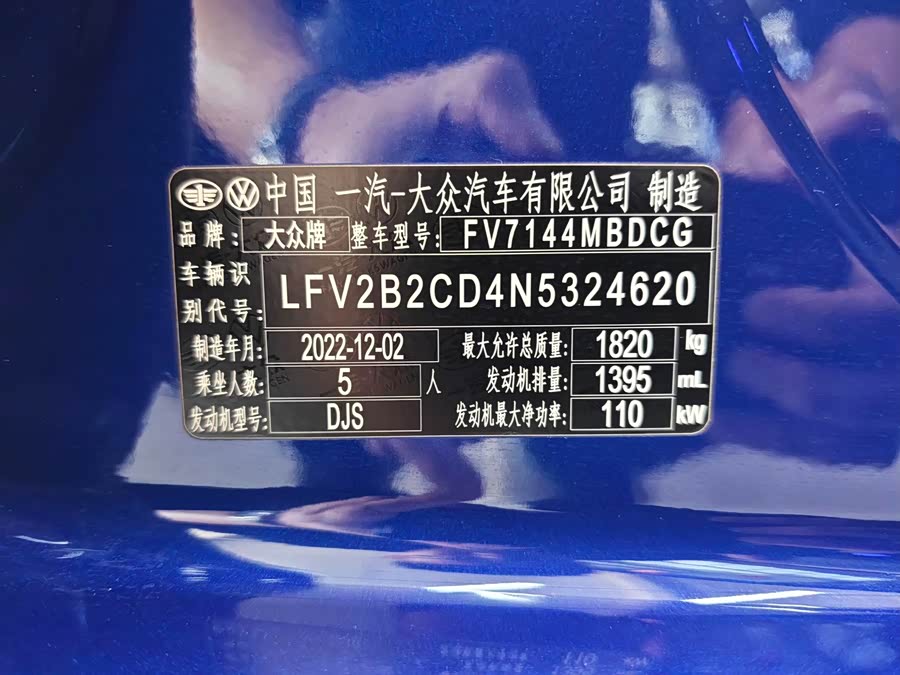 中国 一汽-大众汽车有限公司 制造
品牌: 大众牌 整车型号: FV7144MBDCG
车辆识别代号: LFV2B2CD4N5324620
制造年月: 2022-12-02 最大允许总质量: 1820 kg
乘坐人数: 5 人 发动机排量: 1395 mL
发动机型号: DJS 发动机最大净功率: 110 kW